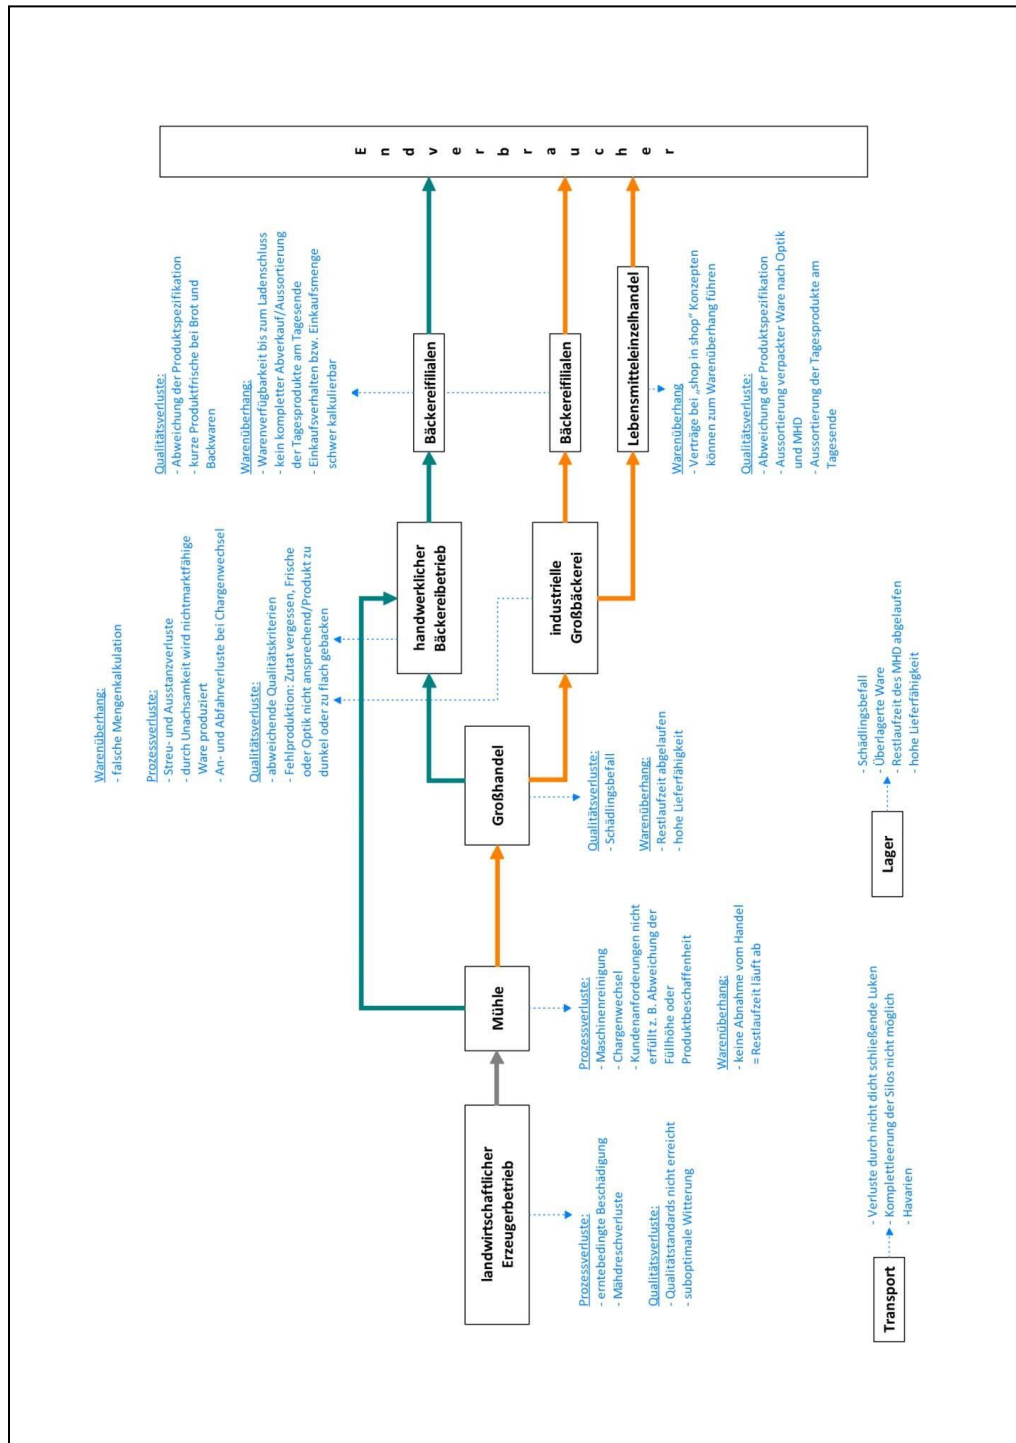 Warenüberhang:
- falsche Mengenkalkulation
Prozessverluste:
- Streu- und Ausstanzverluste
- durch Unachsamkeit wird nichtmarktfähige
Ware produziert
- An- und Abfahrverluste bei Chargenwechsel
Qualitätsverluste:
- abweichende Qualitätskriterien
- Fehlproduktion: Zutat vergessen, Frische
oder Optik nicht ansprechend/Produkt zu
dunkel oder zu flach gebacken
Qualitätsverluste:
- Abweichung der Produktspezifikation
- kurze Produktfrische bei Brot und
Backwaren
Warenüberhang:
- Warenverfügbarkeit bis zum Ladenschluss
- kein kompletter Abverkauf/Aussortierung
der Tagesprodukte am Tagesende
- Einkaufsverhalten bzw. Einkaufsmenge
schwer kalkulierbar
landwirtschaftlicher
Erzeugerbetrieb
Mühle
Großhandel
handwerklicher
Bäckereibetrieb
industrielle
Großbäckerei
Bäckereifilialen
Bäckereifilialen
Lebensmitteleinzelhandel
Endverbraucher
Prozessverluste:
- erntebedingte Beschädigung
- Mähdreschverluste
Qualitätsverluste:
- Qualitätstandards nicht erreicht
- suboptimale Witterung
Prozessverluste:
- Maschinenreinigung
- Chargenwechsel
- Kundenanforderungen nicht
erfüllt z. B. Abweichung der
Füllhöhe oder
Produktbeschaffenheit
Warenüberhang:
- keine Abnahme vom Handel
= Restlaufzeit läuft ab
Qualitätsverluste:
- Schädlingsbefall
Warenüberhang:
- Restlaufzeit abgelaufen
- hohe Lieferfähigkeit
Warenüberhang
- Verträge bei „shop in shop“ Konzepten
können zum Warenüberhang führen
Qualitätsverluste:
- Abweichung der Produktspezifikation
- Aussortierung verpackter Ware nach Optik
und MHD
- Aussortierung der Tagesprodukte am
Tagesende
Transport
- Verluste durch nicht dicht schließende Luken
- Komplettleerung der Silos nicht möglich
- Havarien
Lager
- Schädlingsbefall
- Überlagerte Ware
- Restlaufzeit des MHD abgelaufen
- hohe Lieferfähigkeit